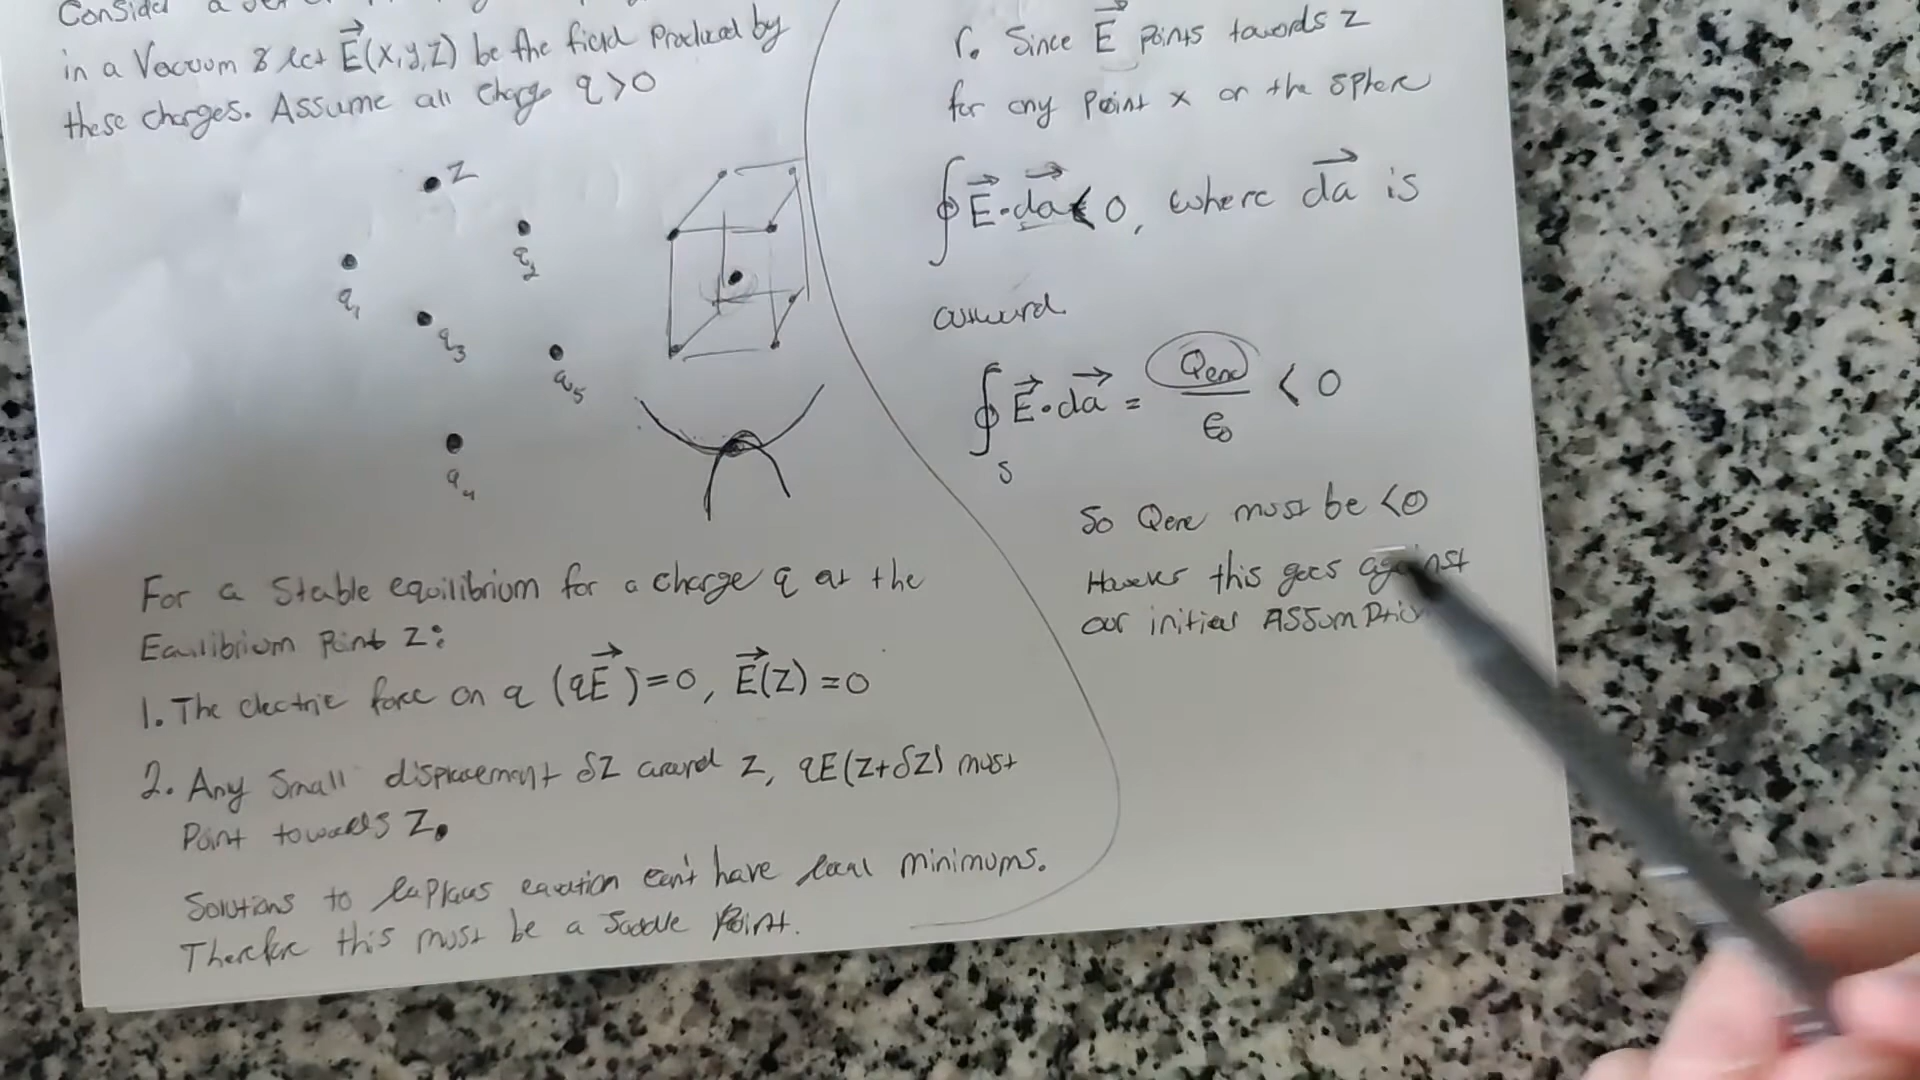 Consider a set of
in a Vacuum & let E⃗(x,y,z) be the field Produced by
these charges. Assume all charge q>0
z
q₂
q₁
q₃
q₅
q₄
For a Stable equilibrium for a charge q at the
Equilibrium Point z:
1. The electric force on q (qE⃗)=0, E⃗(z)=0
2. Any Small displacement δz around z, qE(z+δz) must
Point towards z.
Solutions to laplaces equation can't have local minimums.
Therefore this must be a saddle Point.
r. Since E⃗ points towards z
for any Point x on the sphere
∮E⃗·da⃗<0, where da⃗ is
outward.
∮E⃗·da⃗ = Qenc/ε₀ < 0
S
So Qenc must be <0
However this goes against
our initial Assumption